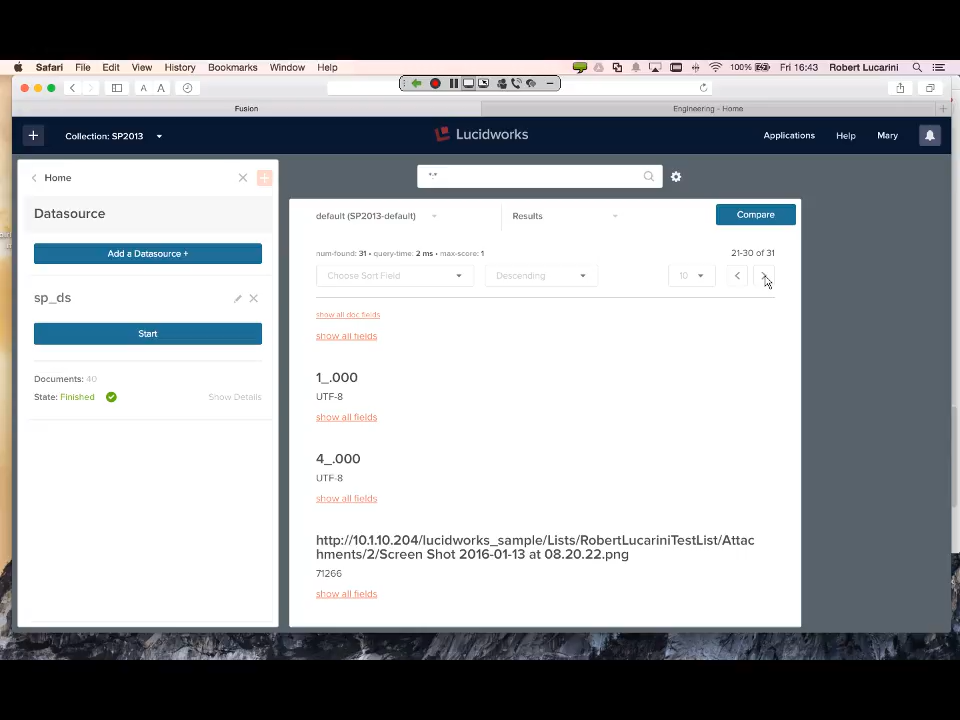 Safari File Edit View History Bookmarks Window Help 100% Fri 16:43 Robert Lucarini
A A
Fusion Engineering - Home
+ Collection: SP2013 Lucidworks Applications Help Mary
Home
*:*
Datasource
default (SP2013-default) Results Compare
Add a Datasource +
num-found: 31 • query-time: 2 ms • max-score: 1 21-30 of 31
Choose Sort Field Descending 10
sp_ds
show all doc fields
Start
show all fields
Documents: 40
1_.000
State: Finished Show Details
UTF-8
show all fields
4_.000
UTF-8
show all fields
http://10.1.10.204/lucidworks_sample/Lists/RobertLucariniTestList/Attac
hments/2/Screen Shot 2016-01-13 at 08.20.22.png
71266
show all fields